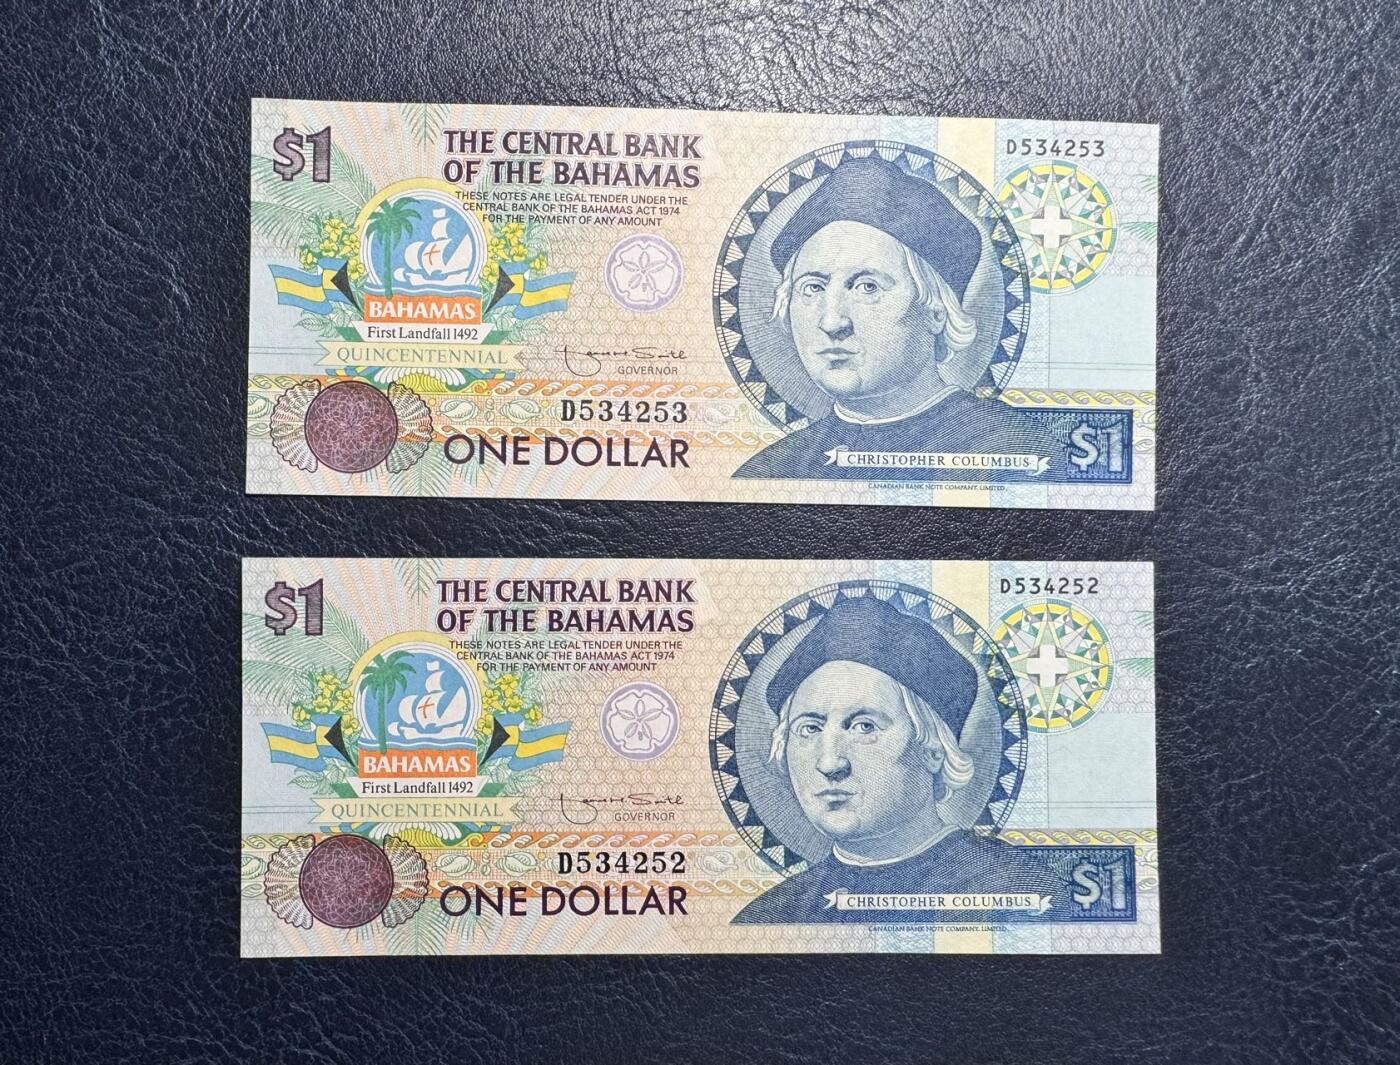 $1
THE CENTRAL BANK
OF THE BAHAMAS
THESE NOTES ARE LEGAL TENDER UNDER THE
CENTRAL BANK OF THE BAHAMAS ACT 1974
FOR THE PAYMENT OF ANY AMOUNT
D534253
BAHAMAS
First Landfall 1492
QUINCENTENNIAL
GOVERNOR
D534253
ONE DOLLAR
CHRISTOPHER COLUMBUS
$1
CANADIAN BANK NOTE COMPANY, LIMITED
$1
THE CENTRAL BANK
OF THE BAHAMAS
THESE NOTES ARE LEGAL TENDER UNDER THE
CENTRAL BANK OF THE BAHAMAS ACT 1974
FOR THE PAYMENT OF ANY AMOUNT
D534252
BAHAMAS
First Landfall 1492
QUINCENTENNIAL
GOVERNOR
D534252
ONE DOLLAR
CHRISTOPHER COLUMBUS
$1
CANADIAN BANK NOTE COMPANY, LIMITED